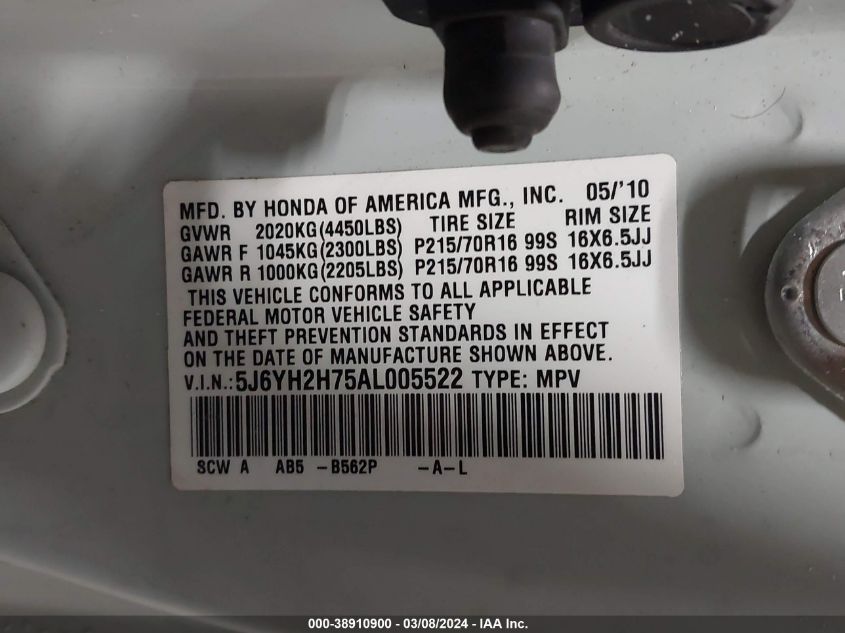 MFD. BY HONDA OF AMERICA MFG., INC. 05/'10
GVWR 2020KG(4450LBS) TIRE SIZE RIM SIZE
GAWR F 1045KG(2300LBS) P215/70R16 99S 16X6.5JJ
GAWR R 1000KG(2205LBS) P215/70R16 99S 16X6.5JJ
THIS VEHICLE CONFORMS TO ALL APPLICABLE
FEDERAL MOTOR VEHICLE SAFETY
AND THEFT PREVENTION STANDARDS IN EFFECT
ON THE DATE OF MANUFACTURE SHOWN ABOVE.
V.I.N.:5J6YH2H75AL005522 TYPE: MPV
SCW A AB5 -B562P -A-L
000-38910900 - 03/08/2024 - IAA Inc.